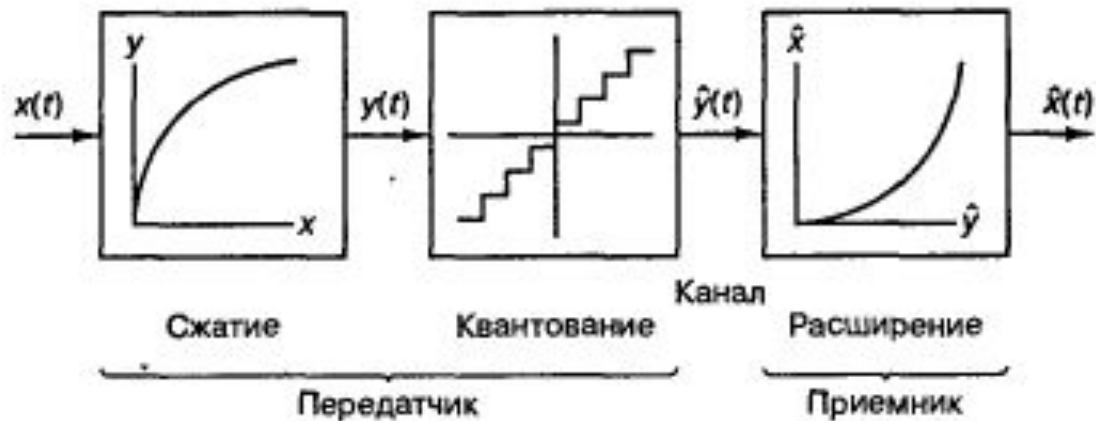 y
x̂
x(t)
y(t)
ŷ(t)
x̂(t)
x
ŷ
Канал
Сжатие
Квантование
Расширение
Передатчик
Приемник